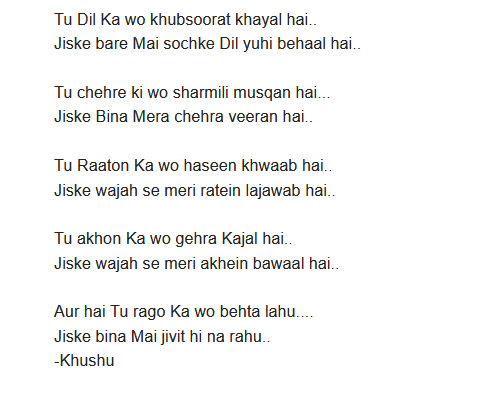 Tu Dil Ka wo khubsoorat khayal hai..
Jiske bare Mai sochke Dil yuhi behaal hai..
Tu chehre ki wo sharmili musqan hai...
Jiske Bina Mera chehra veeran hai..
Tu Raaton Ka wo haseen khwaab hai..
Jiske wajah se meri ratein lajawab hai..
Tu akhon Ka wo gehra Kajal hai..
Jiske wajah se meri akhein bawaal hai..
Aur hai Tu rago Ka wo behta lahu....
Jiske bina Mai jivit hi na rahu..
-Khushu